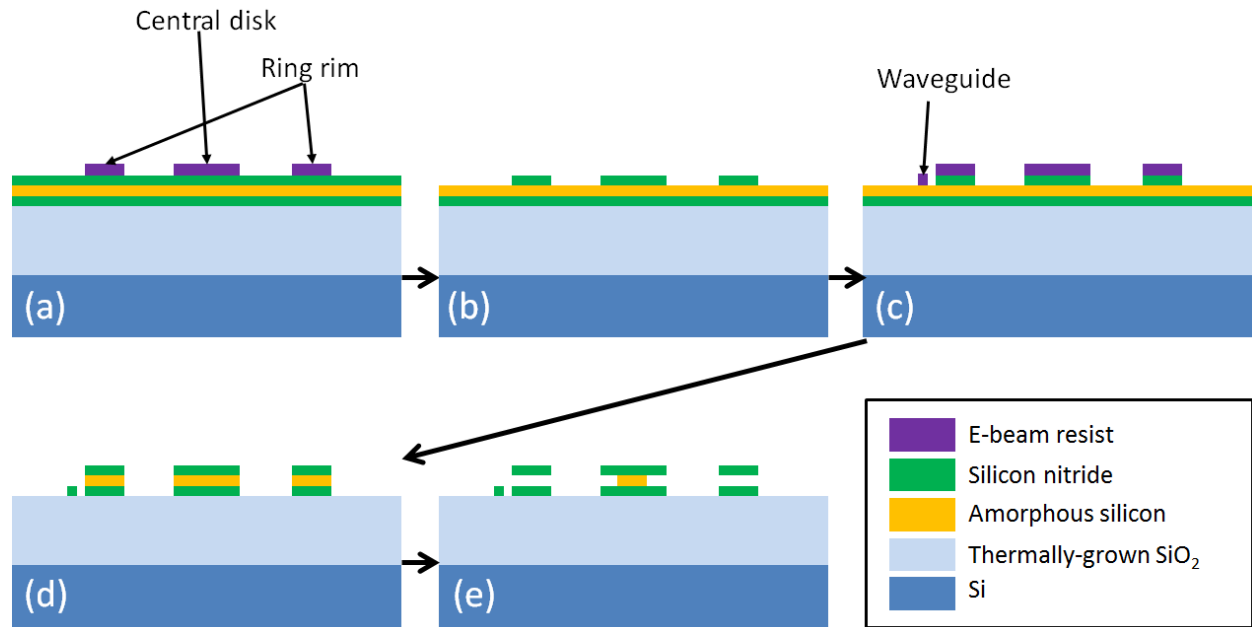 Central disk
Ring rim
Waveguide
(a)
(b)
(c)
(d)
(e)
E-beam resist
Silicon nitride
Amorphous silicon
Thermally-grown SiO₂
Si